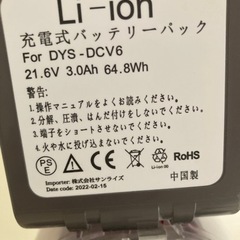 Li-ion
充電式バッテリーパック
For DYS-DCV6
21.6V 3.0Ah 64.8Wh
警告:
1.操作マニュアルをよくお読みください。
2.分解、圧出、はんだ付けをしないでください。
3.端子をショートさせないでください。
4.火や水に投げ込まないでください。
PS
E
Li-ion 00
RoHS
中国製
Importer: 株式会社サンライズ
Dated: 2022-02-15